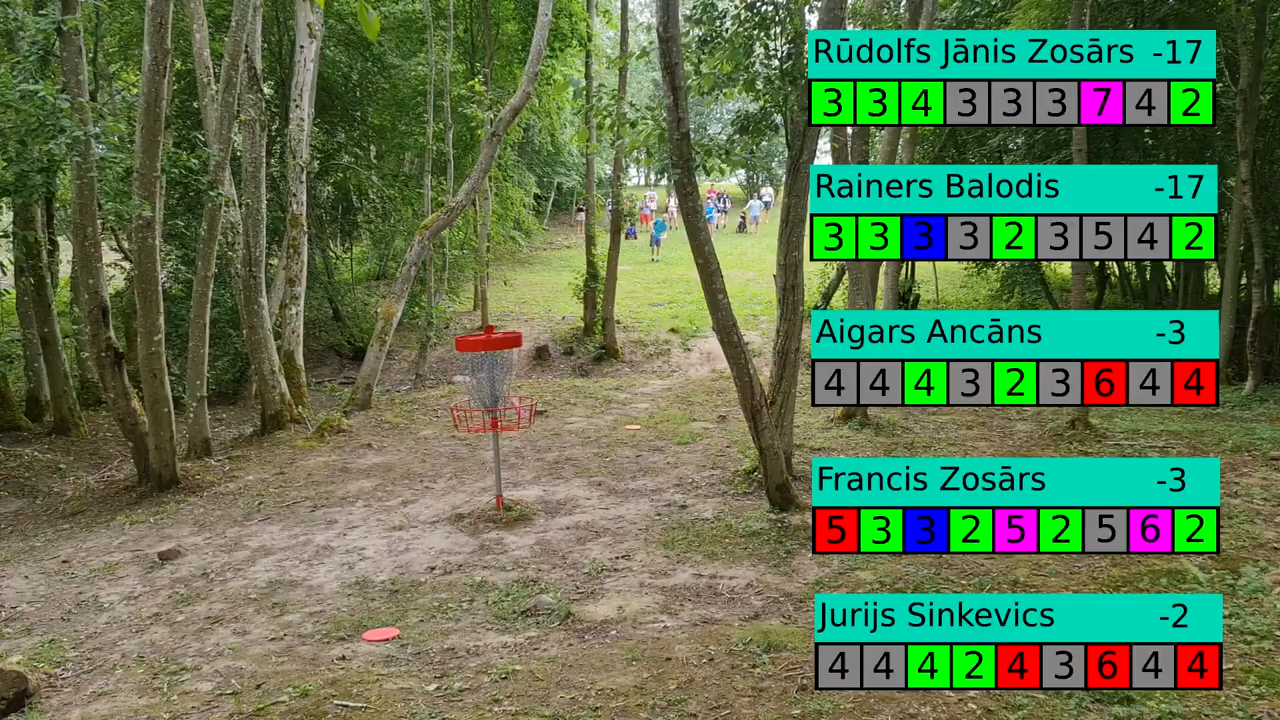 Rūdolfs Jānis Zosārs -17
3 3 4 3 3 3 7 4 2
Rainers Balodis -17
3 3 3 3 2 3 5 4 2
Aigars Ancāns -3
4 4 4 3 2 3 6 4 4
Francis Zosārs -3
5 3 3 2 5 2 5 6 2
Jurijs Sinkevics -2
4 4 4 2 4 3 6 4 4